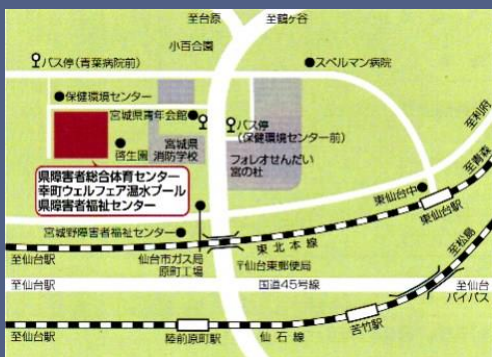 至台原
至鶴ヶ谷
小百合園
バス停(青葉病院前)
スペルマン病院
保健環境センター
宮城県青年会館
バス停
(保健環境センター前)
宮城県
消防学校
啓生園
フォレオせんだい
宮の杜
至利府
至青森
県障害者総合体育センター
幸町ウェルフェア温水プール
県障害者福祉センター
東仙台中
東仙台駅
宮城野障害者福祉センター
東北本線
至松島
至仙台駅
仙台市ガス局
原町工場
〒仙台東郵便局
至仙台駅
国道45号線
至仙台
バイパス
苦竹駅
至仙台駅
陸前原町駅
仙石線